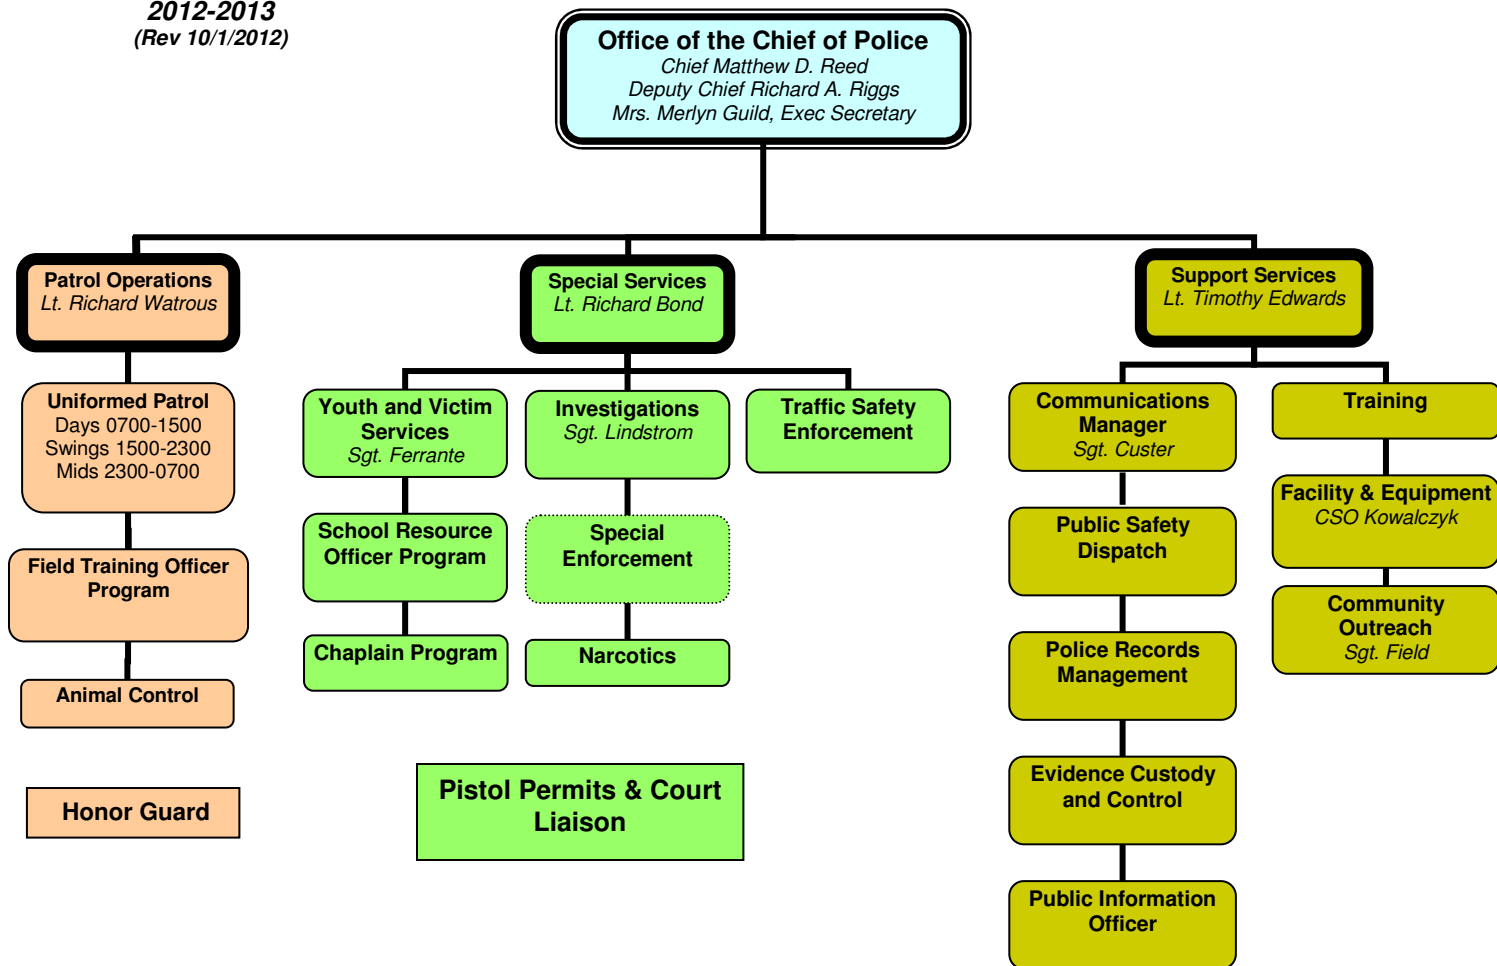 2012-2013
(Rev 10/1/2012)
Office of the Chief of Police
Chief Matthew D. Reed
Deputy Chief Richard A. Riggs
Mrs. Merlyn Guild, Exec Secretary
Patrol Operations
Lt. Richard Watrous
Special Services
Lt. Richard Bond
Support Services
Lt. Timothy Edwards
Uniformed Patrol
Days 0700-1500
Swings 1500-2300
Mids 2300-0700
Field Training Officer
Program
Animal Control
Honor Guard
Youth and Victim
Services
Sgt. Ferrante
School Resource
Officer Program
Chaplain Program
Investigations
Sgt. Lindstrom
Special
Enforcement
Narcotics
Traffic Safety
Enforcement
Pistol Permits & Court
Liaison
Communications
Manager
Sgt. Custer
Public Safety
Dispatch
Police Records
Management
Evidence Custody
and Control
Public Information
Officer
Training
Facility & Equipment
CSO Kowalczyk
Community
Outreach
Sgt. Field